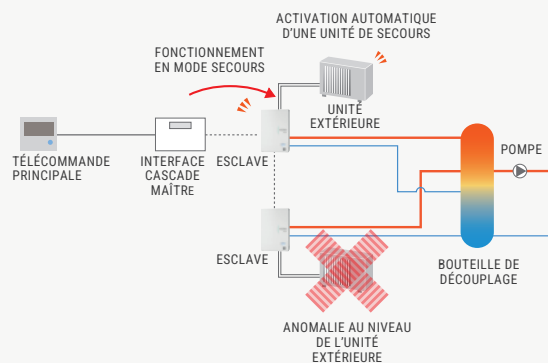 ACTIVATION AUTOMATIQUE
D'UNE UNITÉ DE SECOURS
FONCTIONNEMENT
EN MODE SECOURS
UNITÉ
EXTÉRIEURE
TÉLÉCOMMANDE
PRINCIPALE
INTERFACE
CASCADE
MAÎTRE
ESCLAVE
POMPE
ESCLAVE
BOUTEILLE DE
DÉCOUPLAGE
ANOMALIE AU NIVEAU
DE L'UNITÉ
EXTÉRIEURE